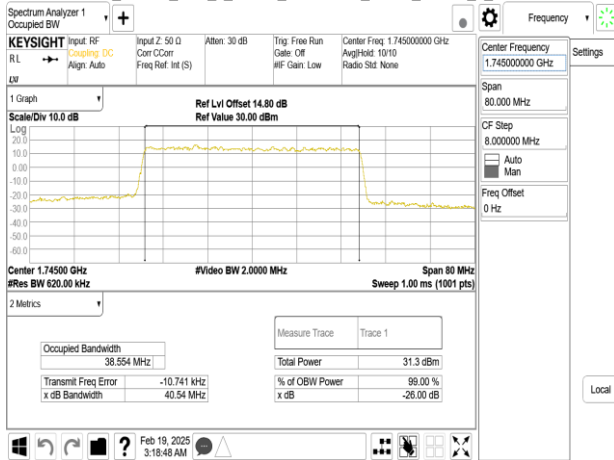 Spectrum Analyzer 1
Occupied BW
▼
+
Frequency
▼
KEYSIGHT
RL
LXI
Input: RF
Coupling: DC
Align: Auto
Input Z: 50 Ω
Corr CCorr
Freq Ref: Int (S)
Atten: 30 dB
Trig: Free Run
Gate: Off
#IF Gain: Low
Center Freq: 1.745000000 GHz
Avg|Hold: 10/10
Radio Std: None
Center Frequency
1.745000000 GHz
Settings
Span
80.000 MHz
CF Step
8.000000 MHz
Auto
Man
Freq Offset
0 Hz
Local
1 Graph
▼
Scale/Div 10.0 dB
Ref Lvl Offset 14.80 dB
Ref Value 30.00 dBm
Log
20.0
10.0
0.00
-10.0
-20.0
-30.0
-40.0
-50.0
-60.0
Center 1.74500 GHz
#Res BW 620.00 kHz
#Video BW 2.0000 MHz
Span 80 MHz
Sweep 1.00 ms (1001 pts)
2 Metrics
▼
Occupied Bandwidth
38.554 MHz
Transmit Freq Error -10.741 kHz
x dB Bandwidth 40.54 MHz
Measure Trace Trace 1
Total Power 31.3 dBm
% of OBW Power 99.00 %
x dB -26.00 dB
?
Feb 19, 2025
3:18:48 AM